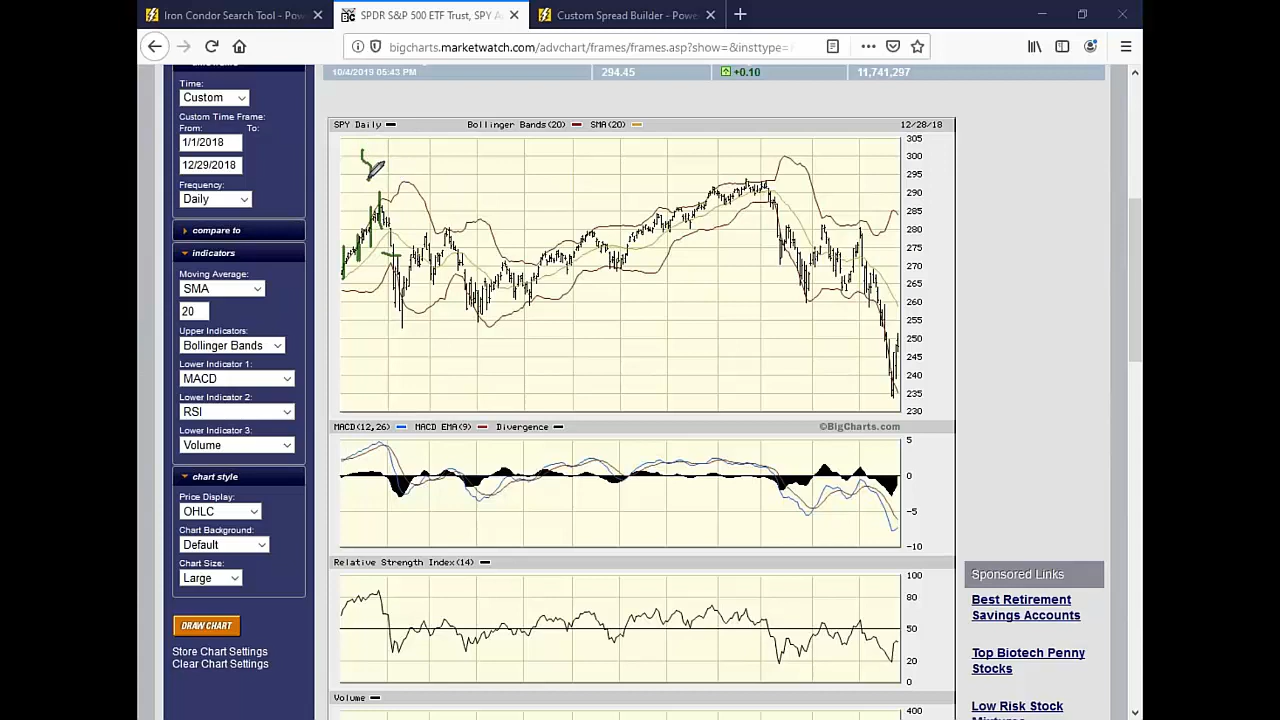 Iron Condor Search Tool - Powe
SPDR S&P 500 ETF Trust, SPY A
Custom Spread Builder - Power
bigcharts.marketwatch.com/advchart/frames/frames.asp?show=&insttype=
10/4/2019 05:43 PM 294.45 +0.10 11,741,297
Time:
Custom
Custom Time Frame:
From: To:
1/1/2018
12/29/2018
Frequency:
Daily
compare to
indicators
Moving Average:
SMA
20
Upper Indicators:
Bollinger Bands
Lower Indicator 1:
MACD
Lower Indicator 2:
RSI
Lower Indicator 3:
Volume
chart style
Price Display:
OHLC
Chart Background:
Default
Chart Size:
Large
DRAW CHART
Store Chart Settings
Clear Chart Settings
SPY Daily Bollinger Bands(20) SMA(20) 12/28/18
305
300
295
290
285
280
275
270
265
260
255
250
245
240
235
230
MACD(12,26) MACD EMA(9) Divergence ©BigCharts.com
5
0
-5
-10
Relative Strength Index(14)
100
80
50
20
0
Volume
400
Sponsored Links
Best Retirement
Savings Accounts
Top Biotech Penny
Stocks
Low Risk Stock